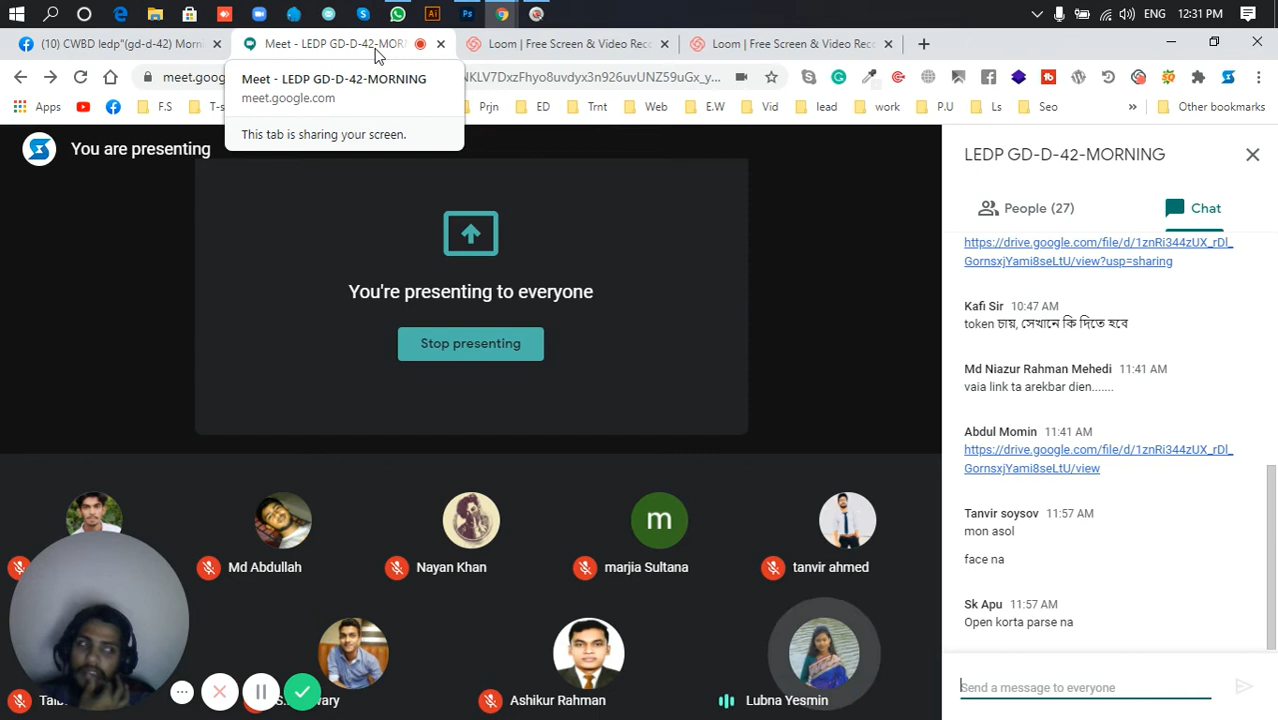 ENG 12:31 PM
(10) CWBD ledp"(gd-d-42) Morni
Meet - LEDP GD-D-42-MORN
Loom | Free Screen & Video Reco
Loom | Free Screen & Video Reco
meet.goog
NKLV7DxzFhyo8uvdyx3n926uvUNZ59uGx_y...
Apps F.S T-s Prjn ED Trnt Web E.W Vid lead work P.U Ls Seo » Other bookmarks
Meet - LEDP GD-D-42-MORNING
meet.google.com
This tab is sharing your screen.
You are presenting
You're presenting to everyone
Stop presenting
Md Abdullah
Nayan Khan
marjia Sultana
tanvir ahmed
Ashikur Rahman
Lubna Yesmin
LEDP GD-D-42-MORNING
People (27) Chat
https://drive.google.com/file/d/1znRi344zUX_rDl_
GornsxjYami8seLtU/view?usp=sharing
Kafi Sir 10:47 AM
token চায়, সেখানে কি দিতে হবে
Md Niazur Rahman Mehedi 11:41 AM
vaia link ta arekbar dien.......
Abdul Momin 11:41 AM
https://drive.google.com/file/d/1znRi344zUX_rDl_
GornsxjYami8seLtU/view
Tanvir soysov 11:57 AM
mon asol
face na
Sk Apu 11:57 AM
Open korta parse na
Send a message to everyone